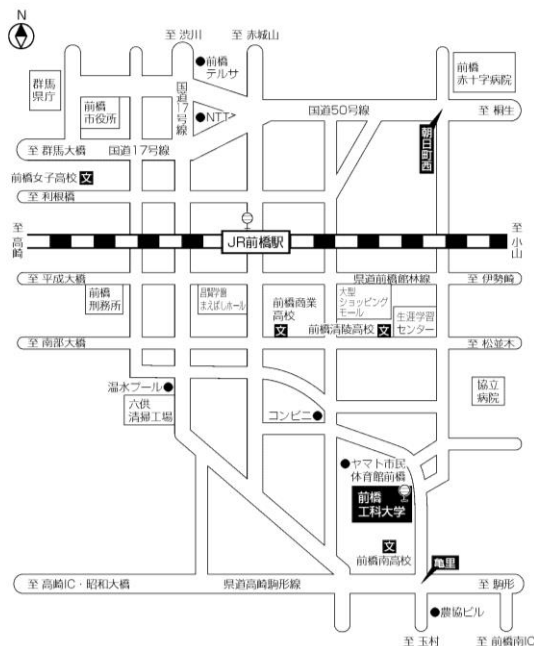 N
至 渋川
至 赤城山
前橋
テルサ
群馬
県庁
前橋
市役所
国道17号線
NTT
国道50号線
前橋
赤十字病院
至 桐生
朝日町西
至 群馬大橋
国道17号線
前橋女子高校 文
至 利根橋
至 高崎
JR前橋駅
至 小山
至 平成大橋
県道前橋館林線
至 伊勢崎
前橋
刑務所
昌賢学園
まえばしホール
前橋商業
高校
文
大型
ショッピング
モール
前橋清陵高校 文
生涯学習
センター
至 南部大橋
至 松並木
温水プール
六供
清掃工場
コンビニ
協立
病院
ヤマト市民
体育館前橋
前橋
工科大学
文
前橋南高校
亀里
至 高崎IC・昭和大橋
県道高崎駒形線
至 駒形
農協ビル
至 玉村
至 前橋南IC